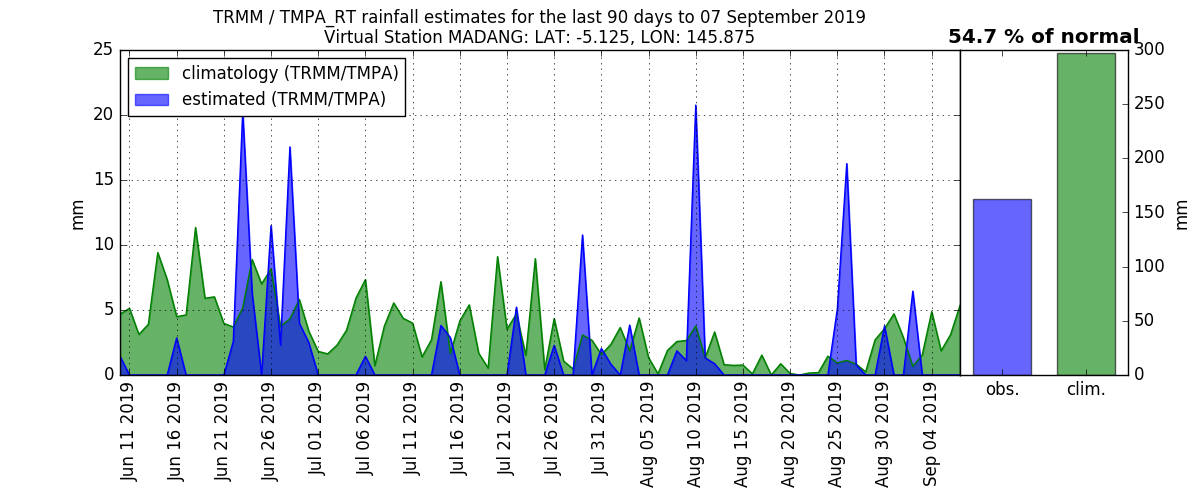 TRMM / TMPA_RT rainfall estimates for the last 90 days to 07 September 2019
Virtual Station MADANG: LAT: -5.125, LON: 145.875
54.7 % of normal
climatology (TRMM/TMPA)
estimated (TRMM/TMPA)
25
20
15
10
5
0
mm
Jun 11 2019
Jun 16 2019
Jun 21 2019
Jun 26 2019
Jul 01 2019
Jul 06 2019
Jul 11 2019
Jul 16 2019
Jul 21 2019
Jul 26 2019
Jul 31 2019
Aug 05 2019
Aug 10 2019
Aug 15 2019
Aug 20 2019
Aug 25 2019
Aug 30 2019
Sep 04 2019
obs.
clim.
300
250
200
150
100
50
0
mm